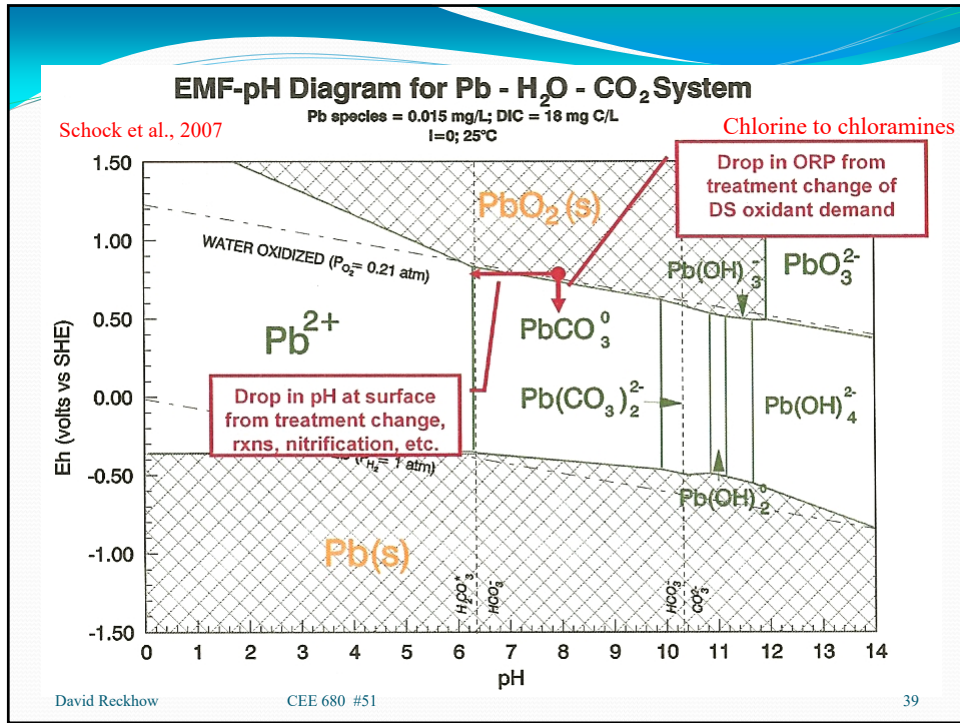 EMF-pH Diagram for Pb - H₂O - CO₂ System
Pb species = 0.015 mg/L; DIC = 18 mg C/L
I=0; 25°C
Schock et al., 2007
Chlorine to chloramines
Drop in ORP from
treatment change of
DS oxidant demand
PbO₂(s)
WATER OXIDIZED (P_O₂= 0.21 atm)
Pb(OH)₃⁻
PbO₃²⁻
Pb²⁺
PbCO₃⁰
Pb(CO₃)₂²⁻
Pb(OH)₄²⁻
Drop in pH at surface
from treatment change,
rxns, nitrification, etc.
= 1 atm)
Pb(OH)₂⁰
Pb(s)
H₂CO₃*
HCO₃⁻
HCO₃⁻
CO₃²⁻
Eh (volts vs SHE)
1.50
1.00
0.50
0.00
-0.50
-1.00
-1.50
0 1 2 3 4 5 6 7 8 9 10 11 12 13 14
pH
David Reckhow CEE 680 #51 39